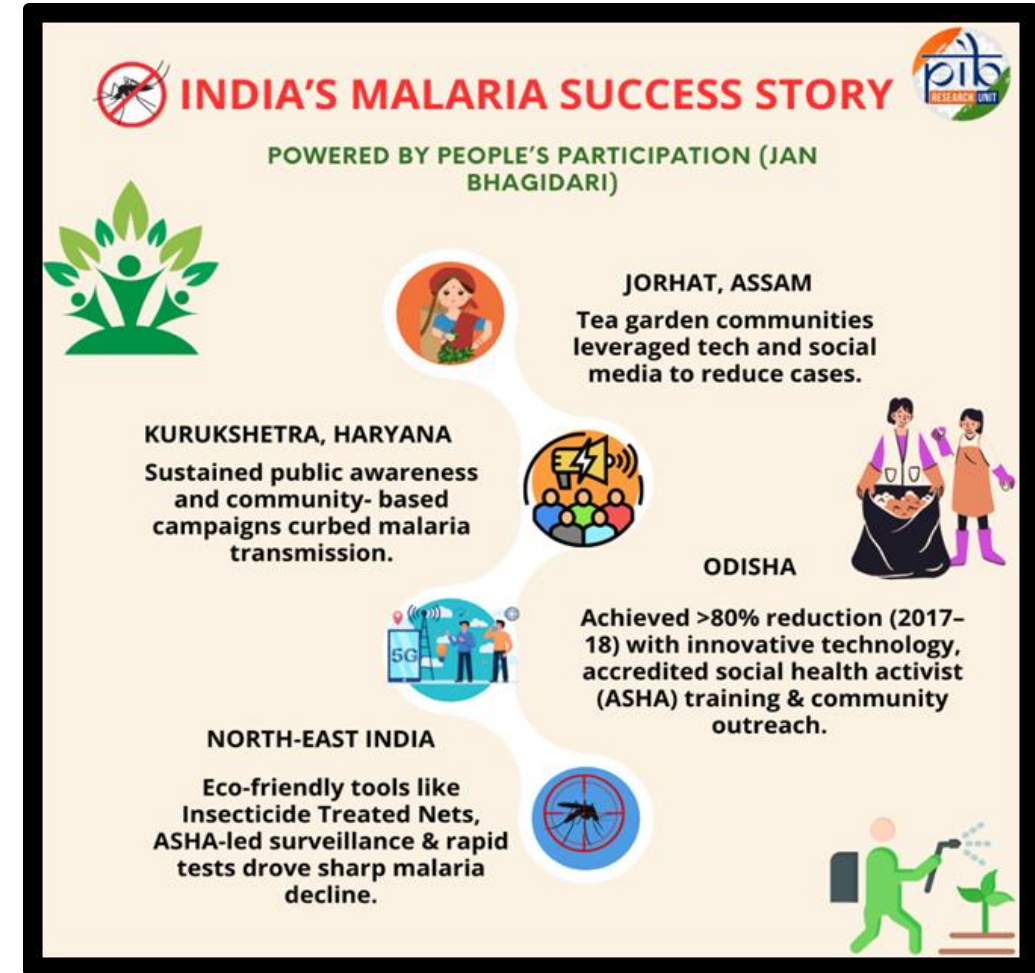 INDIA'S MALARIA SUCCESS STORY
pib
RESEARCH UNIT
POWERED BY PEOPLE'S PARTICIPATION (JAN
BHAGIDARI)
JORHAT, ASSAM
Tea garden communities
leveraged tech and social
media to reduce cases.
KURUKSHETRA, HARYANA
Sustained public awareness
and community- based
campaigns curbed malaria
transmission.
ODISHA
Achieved >80% reduction (2017–
18) with innovative technology,
accredited social health activist
(ASHA) training & community
outreach.
5G
NORTH-EAST INDIA
Eco-friendly tools like
Insecticide Treated Nets,
ASHA-led surveillance & rapid
tests drove sharp malaria
decline.